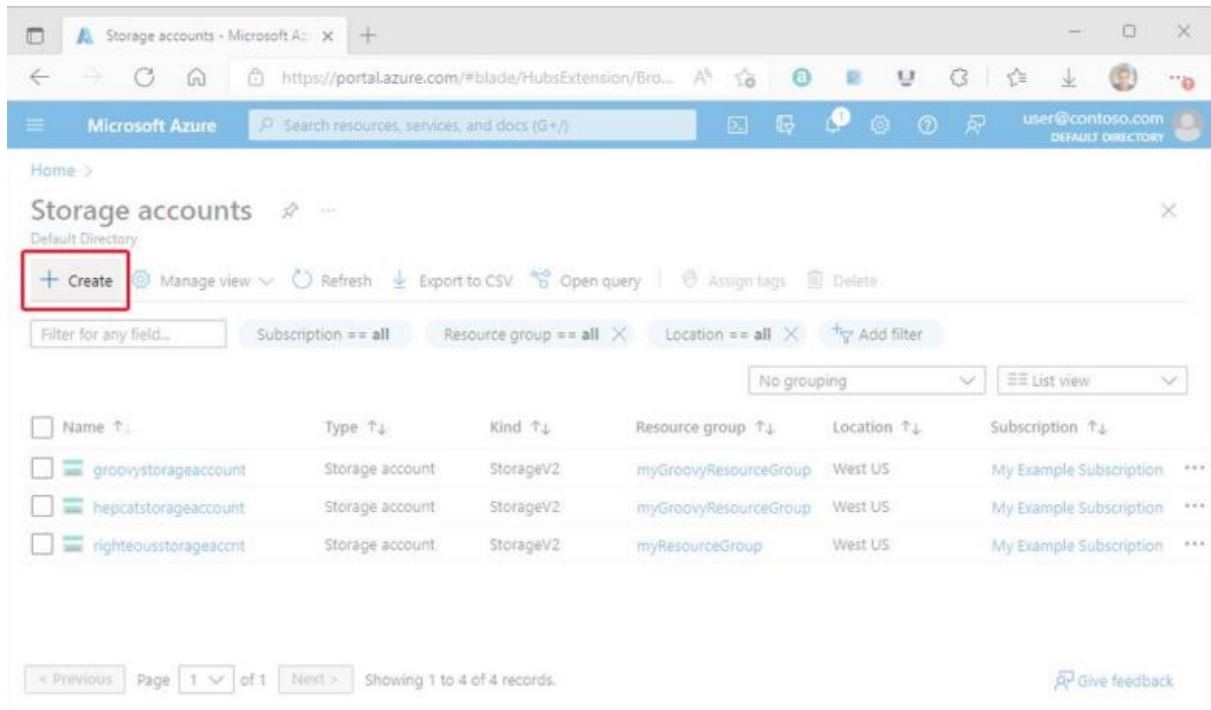 Storage accounts - Microsoft Az
https://portal.azure.com/#blade/HubsExtension/Bro...
Microsoft Azure Search resources, services, and docs (G+/) 1 user@contoso.com
DEFAULT DIRECTORY
Home >
Storage accounts ...
Default Directory
+ Create Manage view Refresh Export to CSV Open query Assign tags Delete
Filter for any field... Subscription == all Resource group == all Location == all Add filter
No grouping List view
Name Type Kind Resource group Location Subscription
groovystorageaccount Storage account StorageV2 myGroovyResourceGroup West US My Example Subscription ...
hepcatstorageaccount Storage account StorageV2 myGroovyResourceGroup West US My Example Subscription ...
righteousstorageaccnt Storage account StorageV2 myResourceGroup West US My Example Subscription ...
< Previous Page 1 of 1 Next > Showing 1 to 4 of 4 records. Give feedback